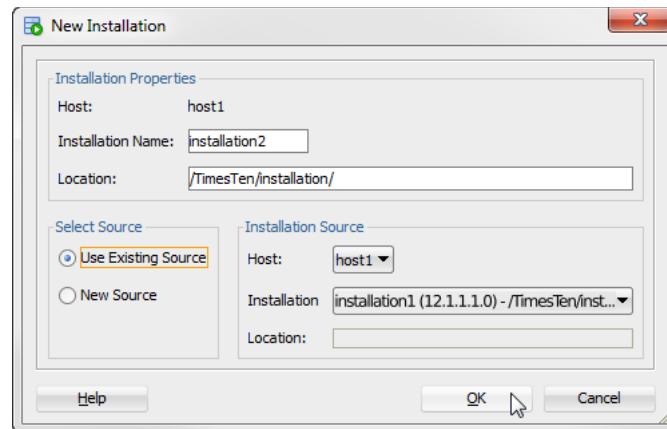 New Installation
Installation Properties
Host: host1
Installation Name: installation2
Location: /TimesTen/installation/
Select Source
Use Existing Source
New Source
Installation Source
Host: host1
Installation installation1 (12.1.1.1.0) - /TimesTen/inst...
Location:
Help OK Cancel